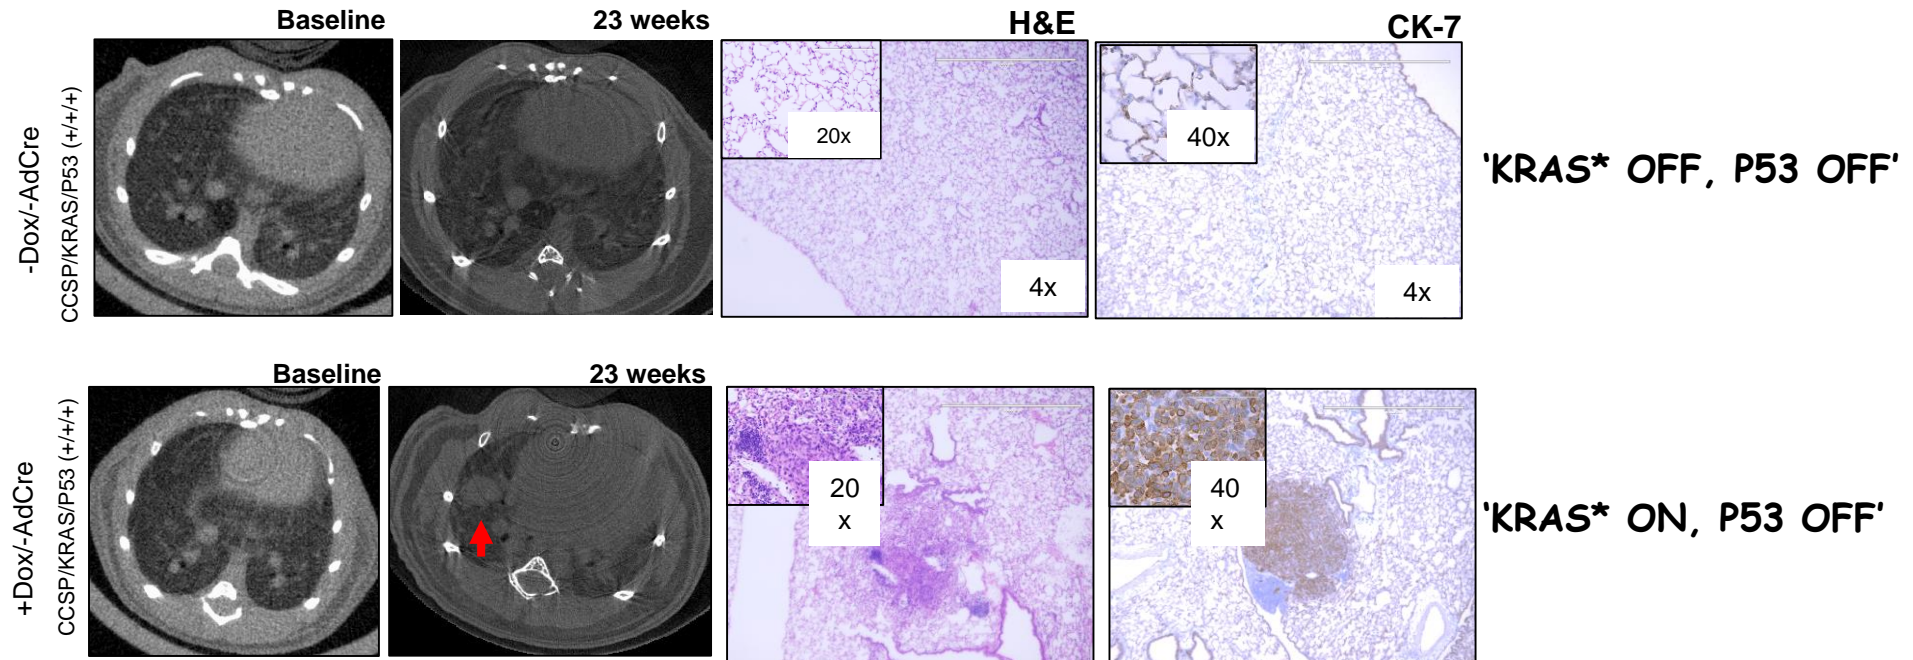 Baseline
23 weeks
H&E
CK-7
-Dox/-AdCre
CCSP/KRAS/P53 (+/+/+)
20x
4x
40x
4x
'KRAS* OFF, P53 OFF'
Baseline
23 weeks
+Dox/-AdCre
CCSP/KRAS/P53 (+/+/+)
20
x
40
x
'KRAS* ON, P53 OFF'